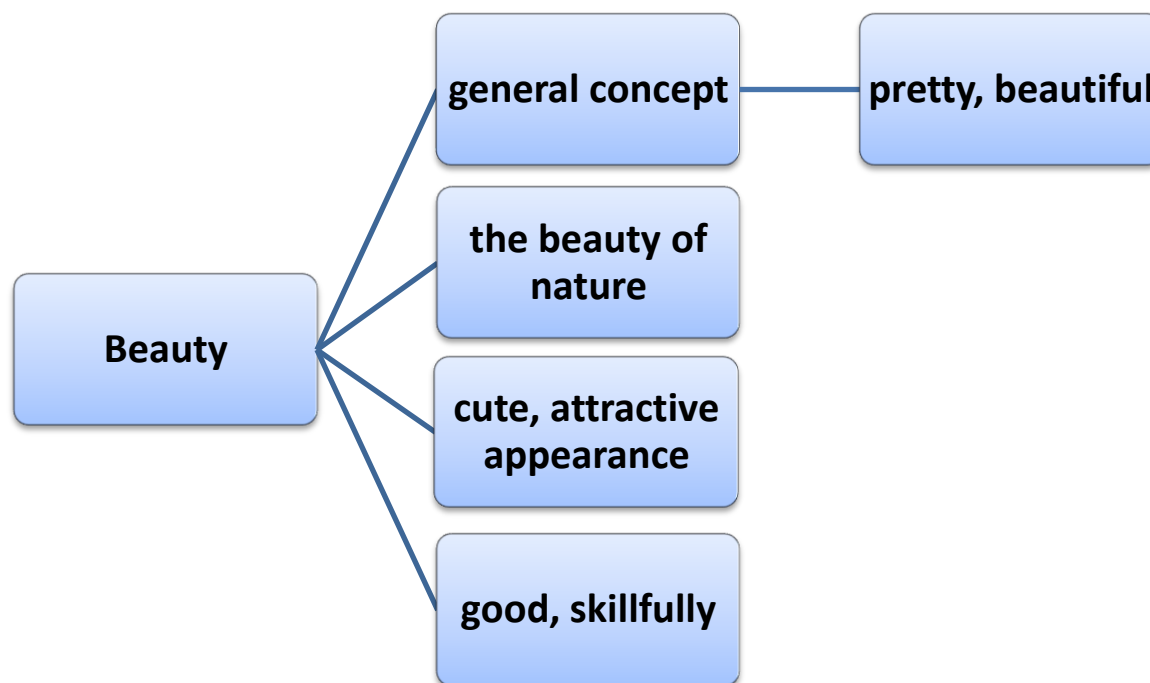 general concept
pretty, beautiful
the beauty of
nature
Beauty
cute, attractive
appearance
good, skillfully